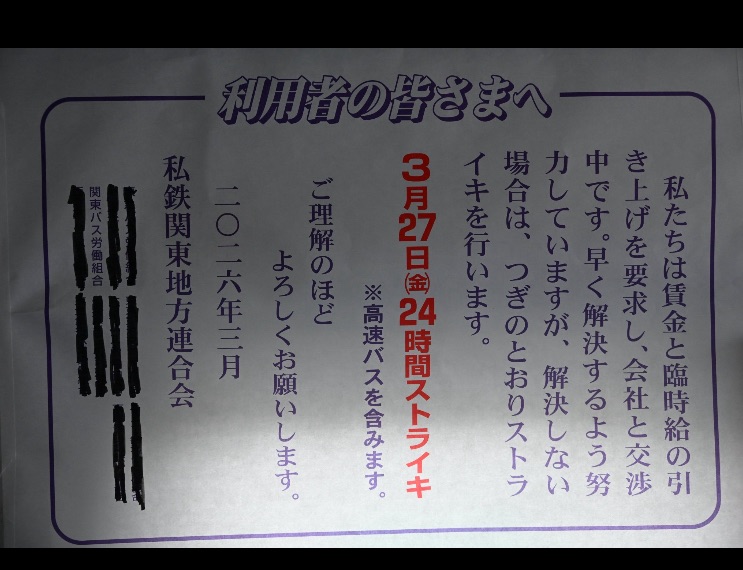 利用者の皆さまへ
私たちは賃金と臨時給の引
き上げを要求し、会社と交渉
中です。早く解決するよう努
力していますが、解決しない
場合は、つぎのとおりストラ
イキを行います。
3月27日㈮24時間ストライキ
※高速バスを含みます。
ご理解のほど
よろしくお願いします。
二〇二六年三月
私鉄関東地方連合会
関東バス労働組合